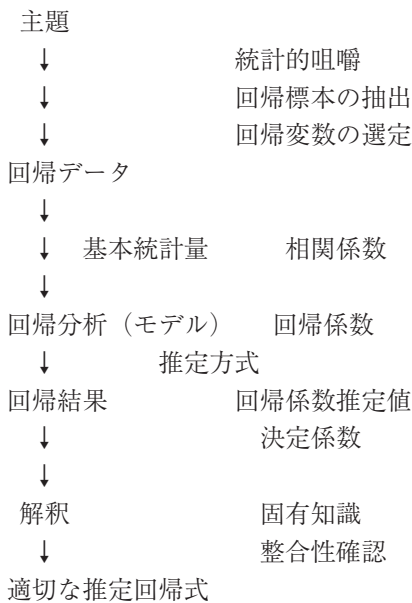 主題
↓ 統計的咀嚼
↓ 回帰標本の抽出
↓ 回帰変数の選定
回帰データ
↓
↓ 基本統計量 相関係数
↓
回帰分析（モデル） 回帰係数
↓ 推定方式
回帰結果 回帰係数推定値
↓ 決定係数
↓
解釈 固有知識
↓ 整合性確認
適切な推定回帰式